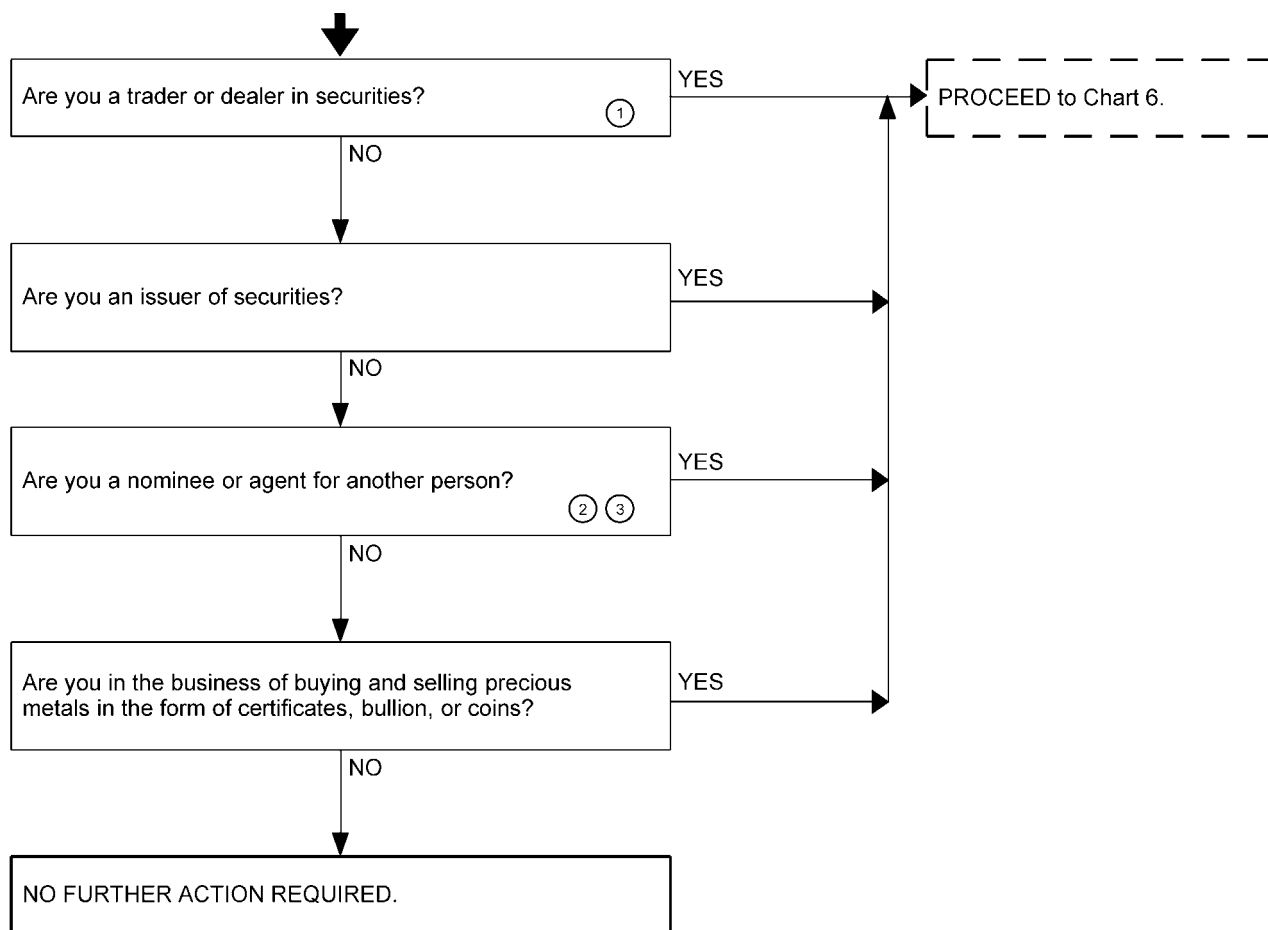 Are you a trader or dealer in securities?
1
YES
PROCEED to Chart 6.
NO
Are you an issuer of securities?
YES
NO
Are you a nominee or agent for another person?
2 3
YES
NO
Are you in the business of buying and selling precious
metals in the form of certificates, bullion, or coins?
YES
NO
NO FURTHER ACTION REQUIRED.